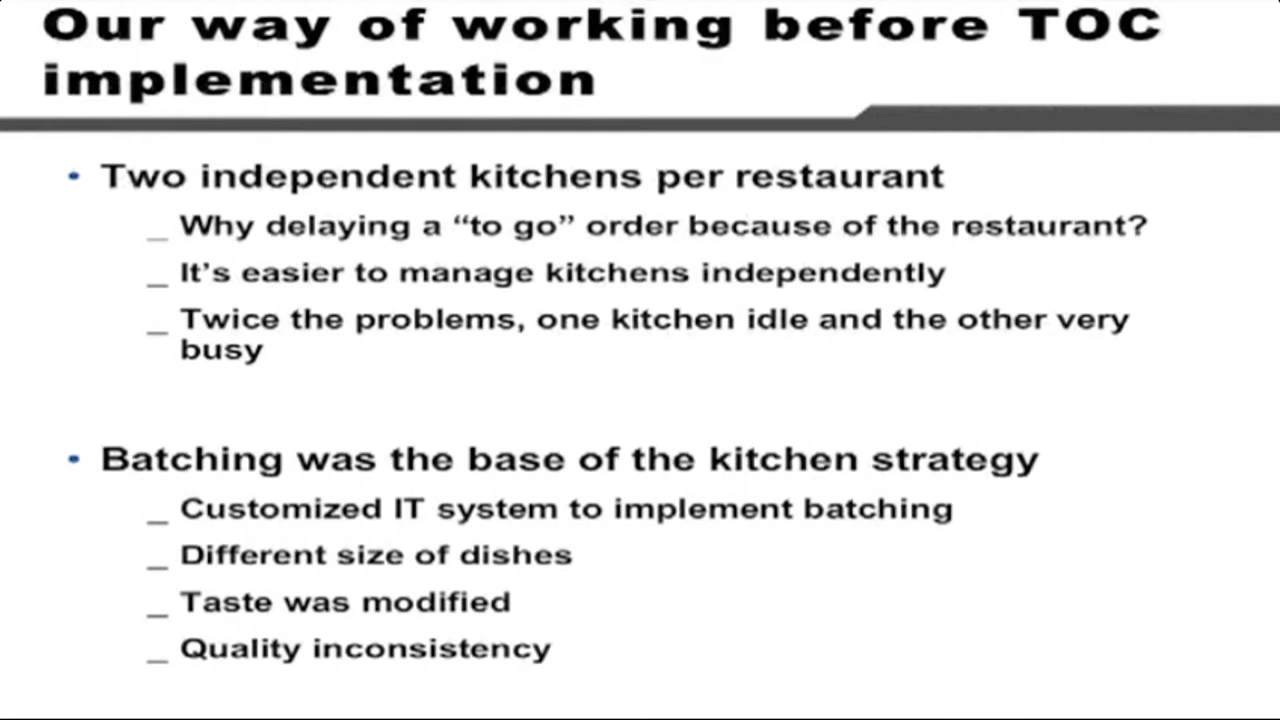 Our way of working before TOC
implementation
• Two independent kitchens per restaurant
_ Why delaying a “to go” order because of the restaurant?
_ It’s easier to manage kitchens independently
_ Twice the problems, one kitchen idle and the other very
busy
• Batching was the base of the kitchen strategy
_ Customized IT system to implement batching
_ Different size of dishes
_ Taste was modified
_ Quality inconsistency